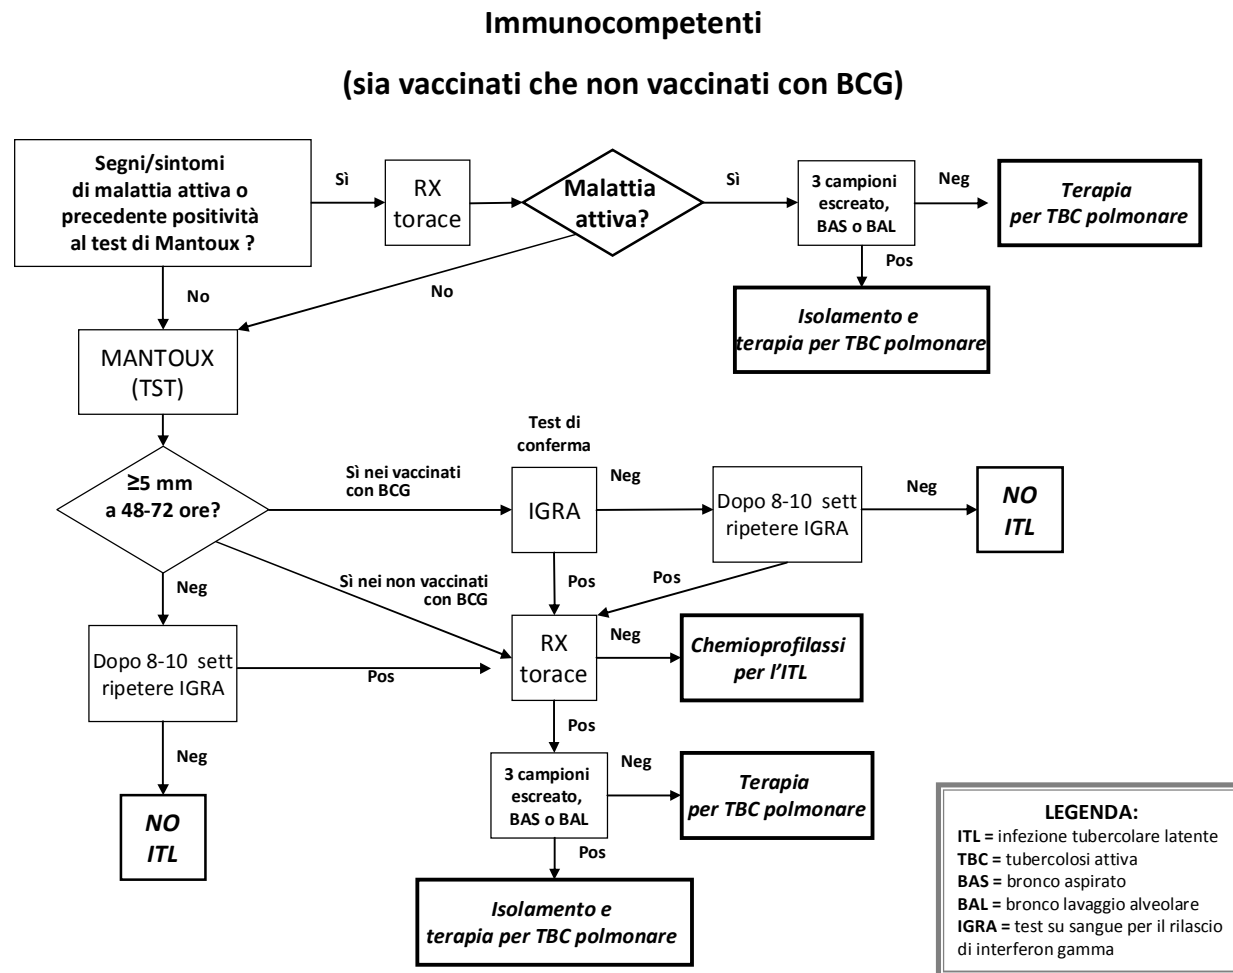 Immunocompetenti
(sia vaccinati che non vaccinati con BCG)
Segni/sintomi
di malattia attiva o
precedente positività
al test di Mantoux ?
Sì
RX
torace
Malattia
attiva?
Sì
3 campioni
escreato,
BAS o BAL
Neg
Terapia
per TBC polmonare
Pos
No
No
Isolamento e
terapia per TBC polmonare
MANTOUX
(TST)
≥5 mm
a 48-72 ore?
Sì nei vaccinati
con BCG
Test di
conferma
IGRA
Neg
Dopo 8-10 sett
ripetere IGRA
Neg
NO
ITL
Neg
Sì nei non vaccinati
con BCG
Pos
Pos
Dopo 8-10 sett
ripetere IGRA
Pos
RX
torace
Neg
Chemioprofilassi
per l'ITL
Neg
Pos
NO
ITL
3 campioni
escreato,
BAS o BAL
Neg
Terapia
per TBC polmonare
Pos
Isolamento e
terapia per TBC polmonare
LEGENDA:
ITL = infezione tubercolare latente
TBC = tubercolosi attiva
BAS = bronco aspirato
BAL = bronco lavaggio alveolare
IGRA = test su sangue per il rilascio
di interferon gamma